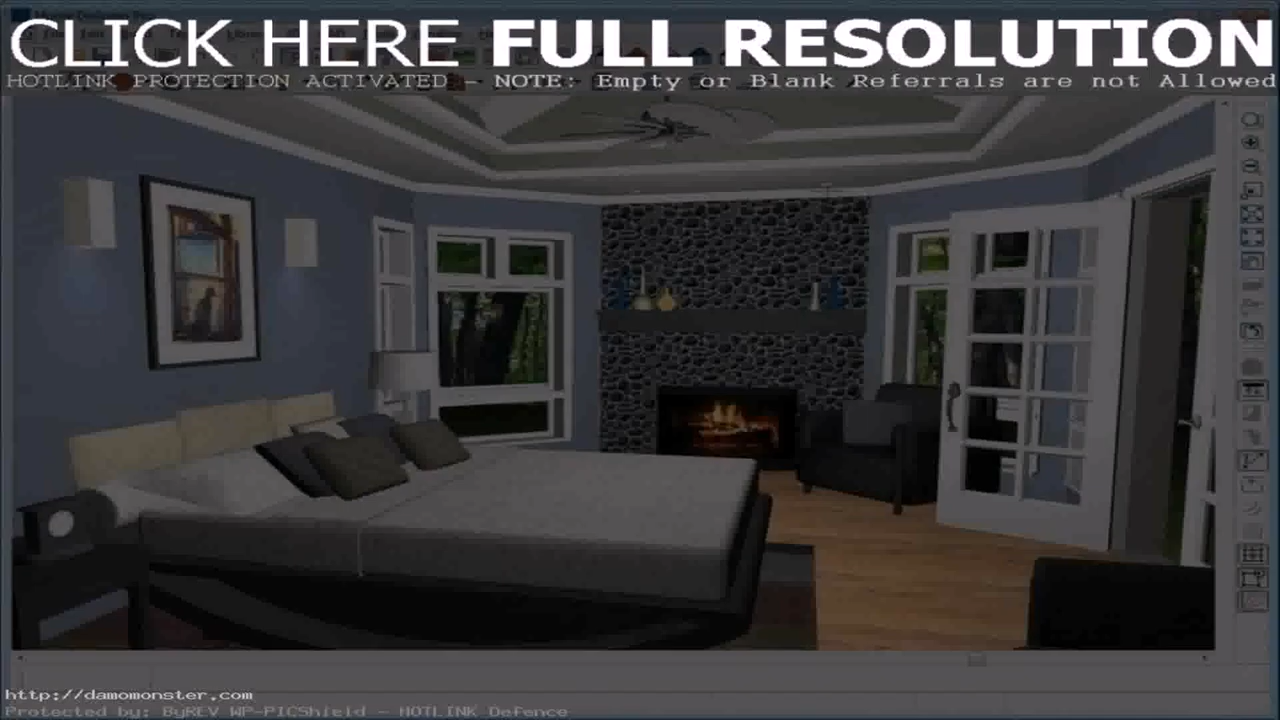 CLICK HERE FULL RESOLUTION
HOTLINK PROTECTION ACTIVATED - NOTE: Empty or Blank Referrals are not Allowed
http://damomonster.com
Protected by: ByREV WP-PICShield - HOTLINK Defence